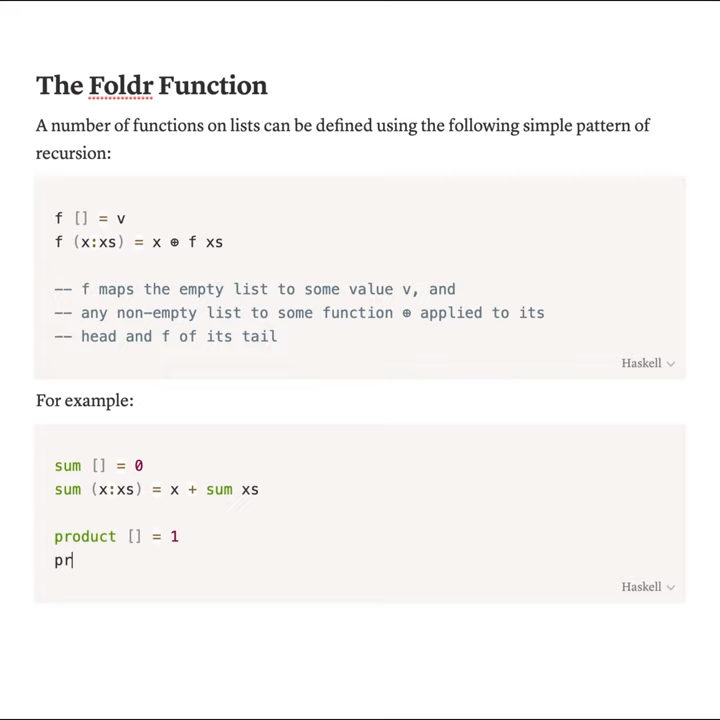 The Foldr Function
A number of functions on lists can be defined using the following simple pattern of
recursion:
f [] = v
f (x:xs) = x ⊕ f xs
-- f maps the empty list to some value v, and
-- any non-empty list to some function ⊕ applied to its
-- head and f of its tail
Haskell
For example:
sum [] = 0
sum (x:xs) = x + sum xs
product [] = 1
pr
Haskell